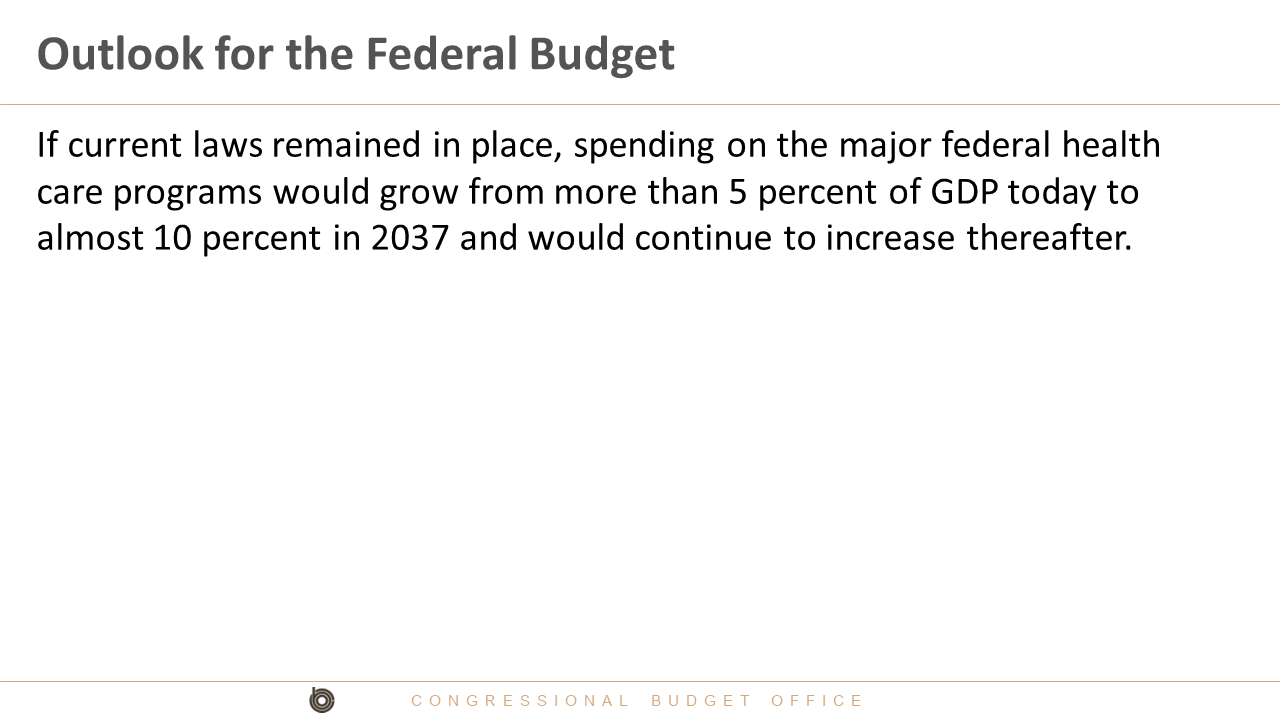 Outlook for the Federal Budget
If current laws remained in place, spending on the major federal health
care programs would grow from more than 5 percent of GDP today to
almost 10 percent in 2037 and would continue to increase thereafter.
CONGRESSIONAL BUDGET OFFICE